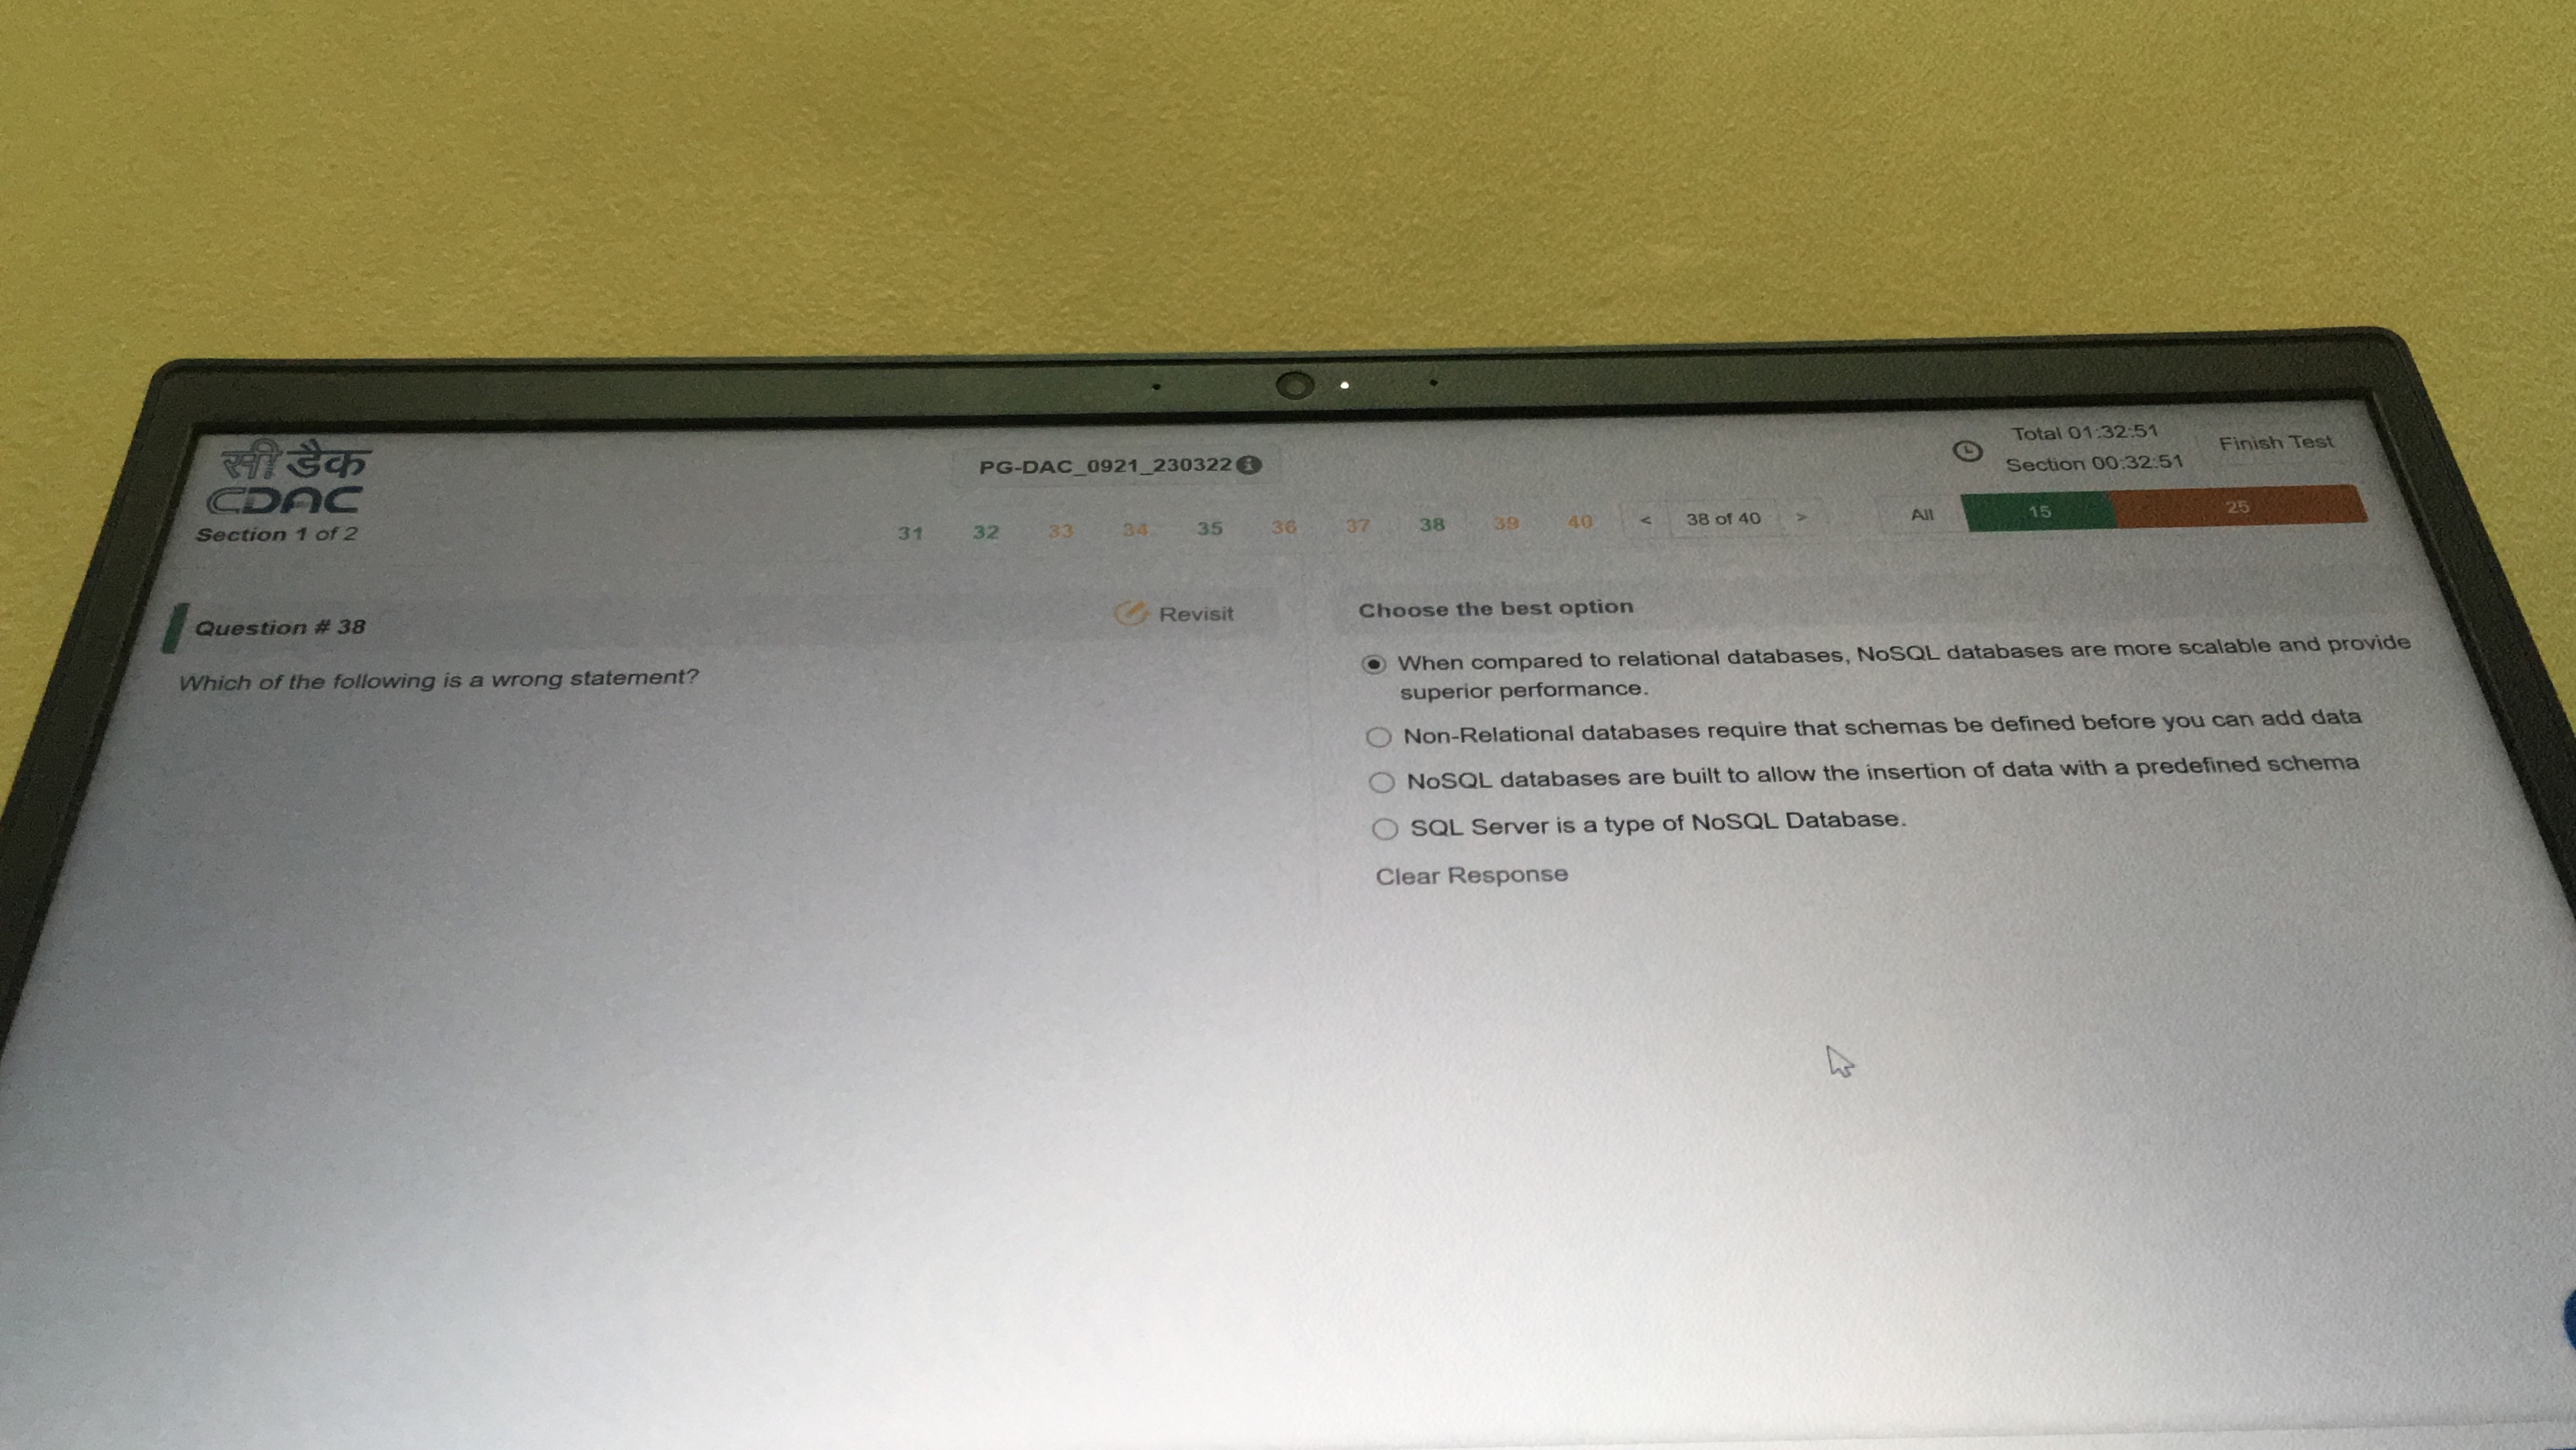 सी डैक
CDAC
Section 1 of 2
PG-DAC_0921_230322
Total 01:32:51
Section 00:32:51
Finish Test
31 32 33 34 35 36 37 38 39 40 < 38 of 40 > All 15 25
Question # 38
Revisit
Which of the following is a wrong statement?
Choose the best option
When compared to relational databases, NoSQL databases are more scalable and provide
superior performance.
Non-Relational databases require that schemas be defined before you can add data
NoSQL databases are built to allow the insertion of data with a predefined schema
SQL Server is a type of NoSQL Database.
Clear Response